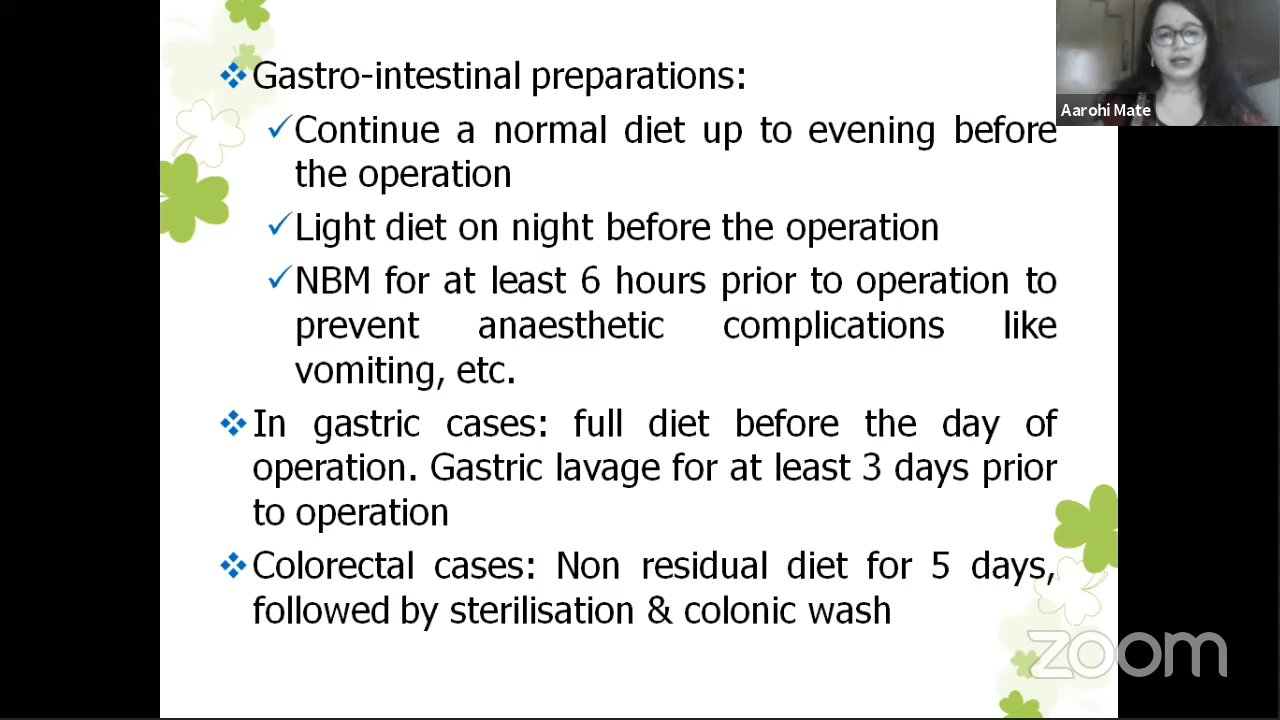 Gastro-intestinal preparations:
Continue a normal diet up to evening before
the operation
Light diet on night before the operation
NBM for at least 6 hours prior to operation to
prevent anaesthetic complications like
vomiting, etc.
In gastric cases: full diet before the day of
operation. Gastric lavage for at least 3 days prior
to operation
Colorectal cases: Non residual diet for 5 days,
followed by sterilisation & colonic wash
Aarohi Mate
zoom